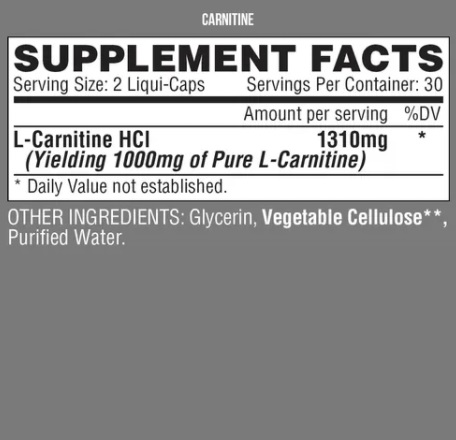 CARNITINE
SUPPLEMENT FACTS
Serving Size: 2 Liqui-Caps Servings Per Container: 30
Amount per serving %DV
L-Carnitine HCl 1310mg *
(Yielding 1000mg of Pure L-Carnitine)
* Daily Value not established.
OTHER INGREDIENTS: Glycerin, Vegetable Cellulose**,
Purified Water.